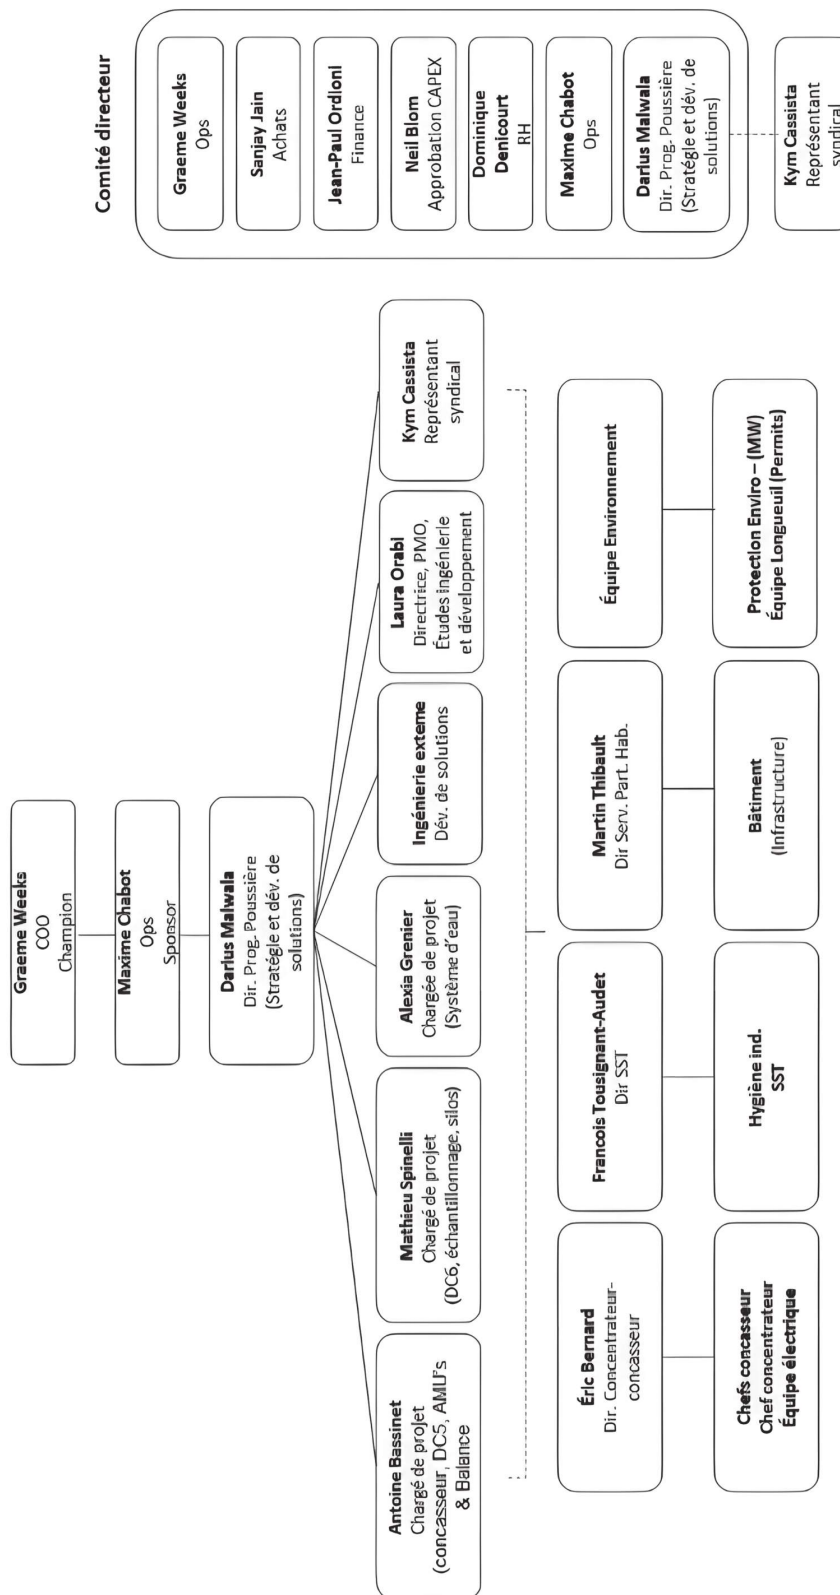 Graeme Weeks
COO
Champion
Maxime Chabot
Ops
Sponsor
Darius Malwala
Dir. Prog. Poussière
(Stratégie et dév. de
solutions)
Antoine Bassinet
Chargé de projet
(concasseur, DC5, AMU's
& Balance
Mathieu Spinelli
Chargé de projet
(DC6, échantillonnage, silos)
Alexia Grenier
Chargée de projet
(Système d'eau)
Ingénierie externe
Dév. de solutions
Laura Orabi
Directrice, PMO,
Études ingénierie
et développement
Kym Cassista
Représentant
syndical
Éric Bernard
Dir. Concentrateur-
concasseur
Francois Tousignant-Audet
Dir SST
Martin Thibault
Dir Serv. Part. Hab.
Équipe Environnement
Chefs concasseur
Chef concentrateur
Équipe électrique
Hygiène ind.
SST
Bâtiment
(Infrastructure)
Protection Enviro – (MW)
Équipe Longueuil (Permits)
Comité directeur
Graeme Weeks
Ops
Sanjay Jain
Achats
Jean-Paul Ordioni
Finance
Neil Blom
Approbation CAPEX
Dominique
Denicourt
RH
Maxime Chabot
Ops
Darius Malwala
Dir. Prog. Poussière
(Stratégie et dév. de
solutions)
Kym Cassista
Représentant
syndical